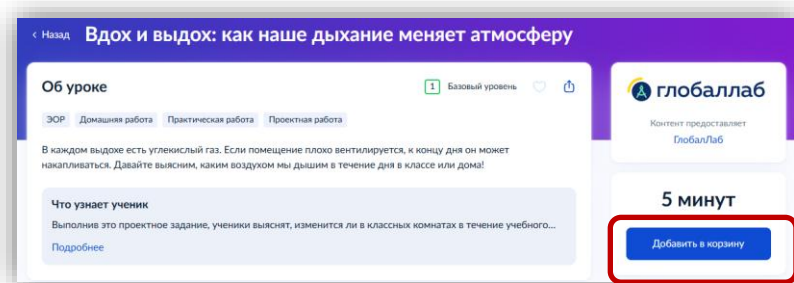 ‹ Назад Вдох и выдох: как наше дыхание меняет атмосферу
Об уроке
1 Базовый уровень
ЭОР Домашняя работа Практическая работа Проектная работа
В каждом выдохе есть углекислый газ. Если помещение плохо вентилируется, к концу дня он может
накапливаться. Давайте выясним, каким воздухом мы дышим в течение дня в классе или дома!
Что узнает ученик
Выполнив это проектное задание, ученики выяснят, изменится ли в классных комнатах в течение учебного...
Подробнее
глобаллаб
Контент предоставляет
ГлобалЛаб
5 минут
Добавить в корзину